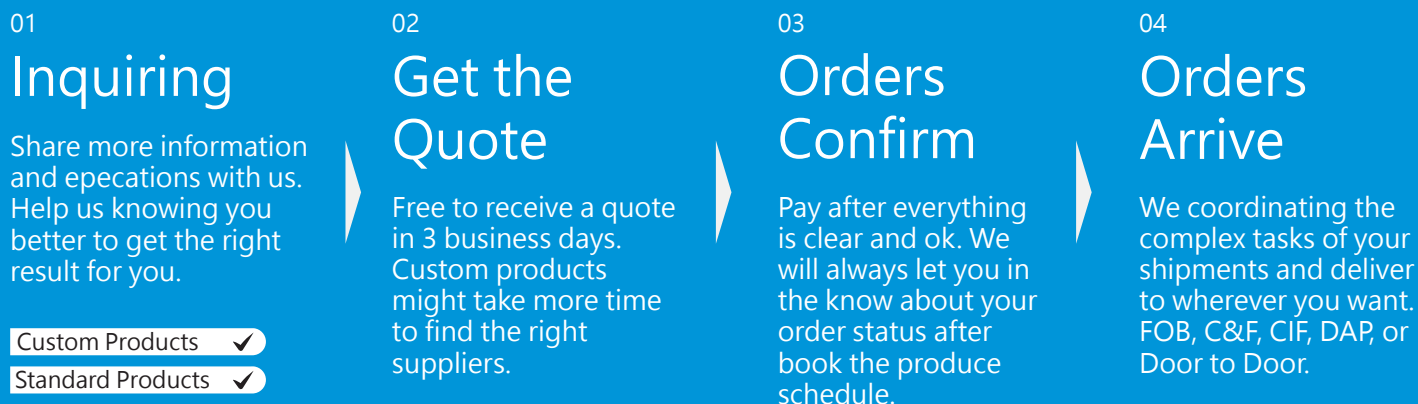 01
Inquiring
Share more information
and epecations with us.
Help us knowing you
better to get the right
result for you.
Custom Products
Standard Products
02
Get the
Quote
Free to receive a quote
in 3 business days.
Custom products
might take more time
to find the right
suppliers.
03
Orders
Confirm
Pay after everything
is clear and ok. We
will always let you in
the know about your
order status after
book the produce
schedule.
04
Orders
Arrive
We coordinating the
complex tasks of your
shipments and deliver
to wherever you want.
FOB, C&F, CIF, DAP, or
Door to Door.